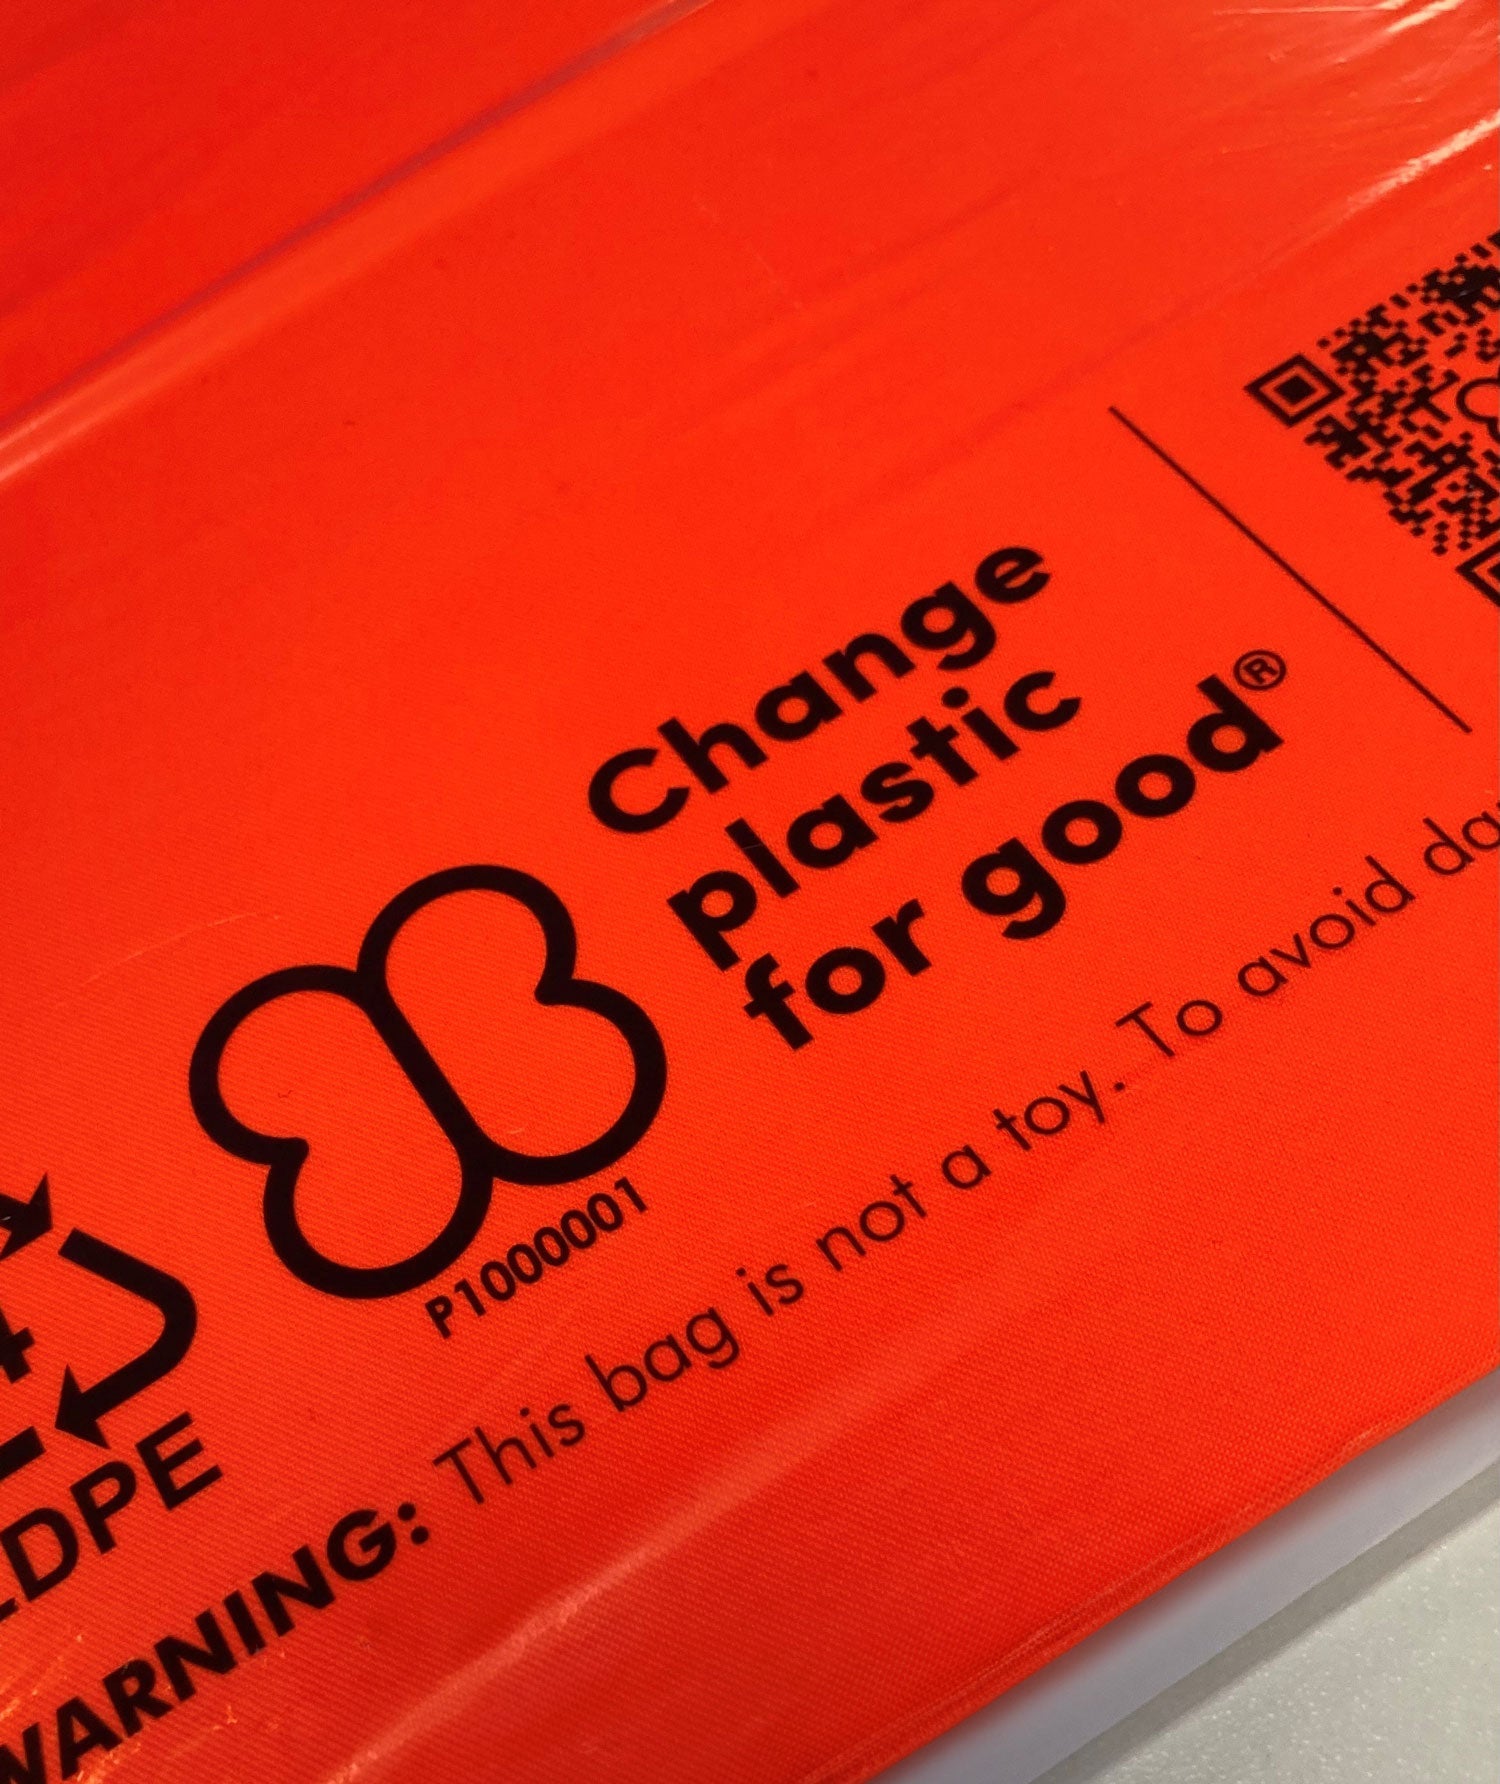 Change
plastic
for good®
P1000001
4
LDPE
WARNING: This bag is not a toy. To avoid